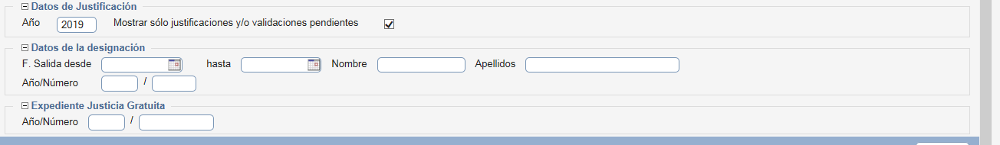 Datos de Justificación
Año 2019 Mostrar sólo justificaciones y/o validaciones pendientes
Datos de la designación
F. Salida desde hasta Nombre Apellidos
Año/Número /
Expediente Justicia Gratuita
Año/Número /